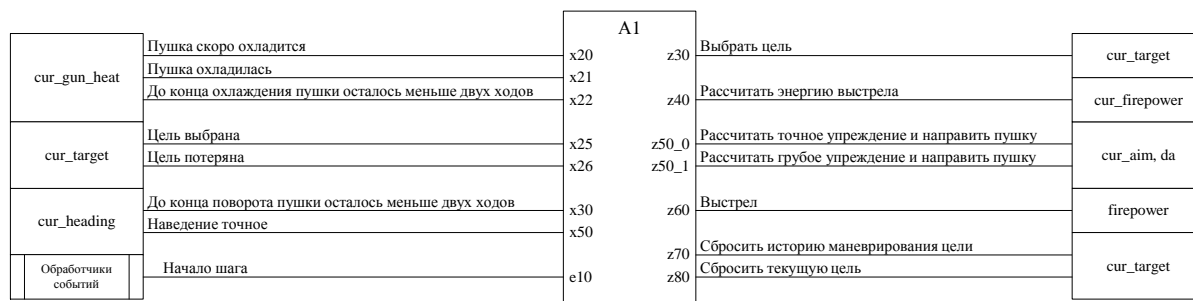 A1
cur_gun_heat
Пушка скоро охладится
x20
Пушка охладилась
x21
До конца охлаждения пушки осталось меньше двух ходов
x22
cur_target
Цель выбрана
x25
Цель потеряна
x26
cur_heading
До конца поворота пушки осталось меньше двух ходов
x30
Наведение точное
x50
Обработчики
событий
Начало шага
e10
z30
Выбрать цель
cur_target
z40
Рассчитать энергию выстрела
cur_firepower
z50_0
Рассчитать точное упреждение и направить пушку
z50_1
Рассчитать грубое упреждение и направить пушку
cur_aim, da
z60
Выстрел
firepower
z70
Сбросить историю маневрирования цели
z80
Сбросить текущую цель
cur_target